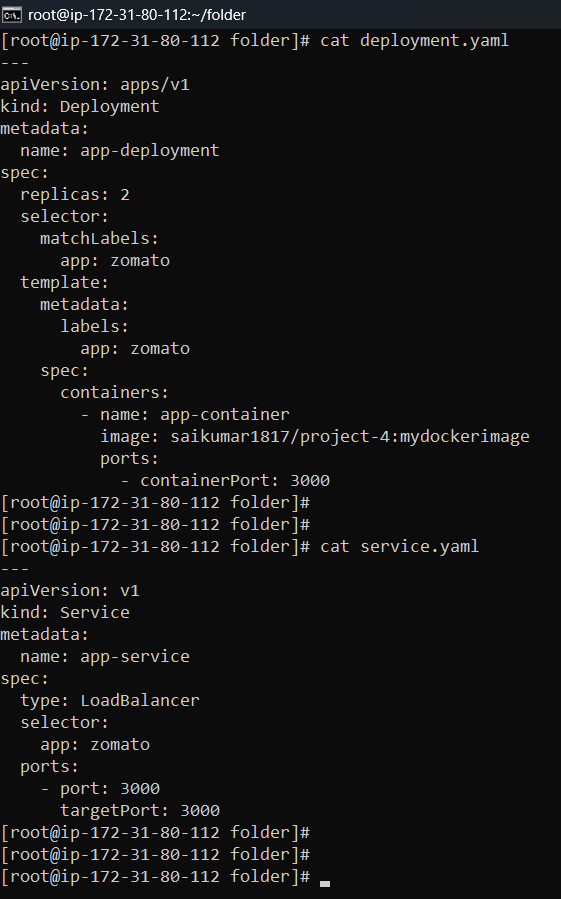 root@ip-172-31-80-112:~/folder
[root@ip-172-31-80-112 folder]# cat deployment.yaml
---
apiVersion: apps/v1
kind: Deployment
metadata:
  name: app-deployment
spec:
  replicas: 2
  selector:
    matchLabels:
      app: zomato
  template:
    metadata:
      labels:
        app: zomato
    spec:
      containers:
        - name: app-container
          image: saikumar1817/project-4:mydockerimage
          ports:
            - containerPort: 3000
[root@ip-172-31-80-112 folder]#
[root@ip-172-31-80-112 folder]#
[root@ip-172-31-80-112 folder]# cat service.yaml
---
apiVersion: v1
kind: Service
metadata:
  name: app-service
spec:
  type: LoadBalancer
  selector:
    app: zomato
  ports:
    - port: 3000
      targetPort: 3000
[root@ip-172-31-80-112 folder]#
[root@ip-172-31-80-112 folder]#
[root@ip-172-31-80-112 folder]#